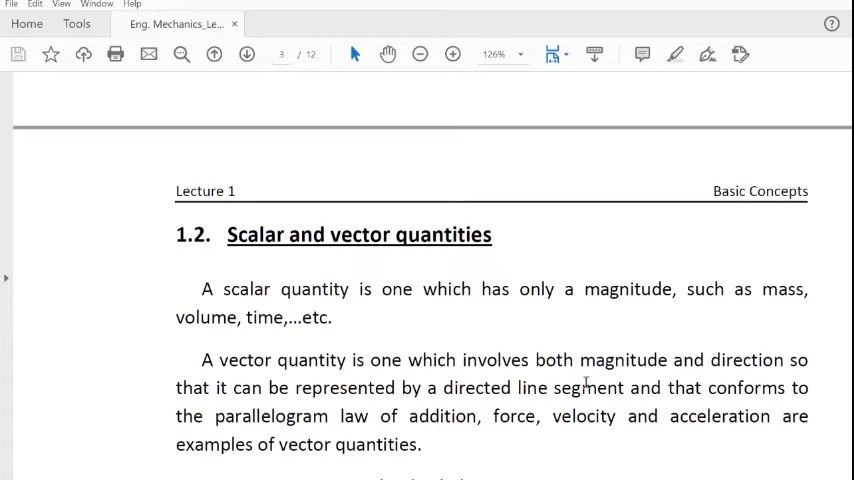 File Edit View Window Help
Home Tools Eng. Mechanics_Le... ×
3 / 12 126%
Lecture 1 Basic Concepts
1.2. Scalar and vector quantities
A scalar quantity is one which has only a magnitude, such as mass,
volume, time,...etc.
A vector quantity is one which involves both magnitude and direction so
that it can be represented by a directed line segment and that conforms to
the parallelogram law of addition, force, velocity and acceleration are
examples of vector quantities.